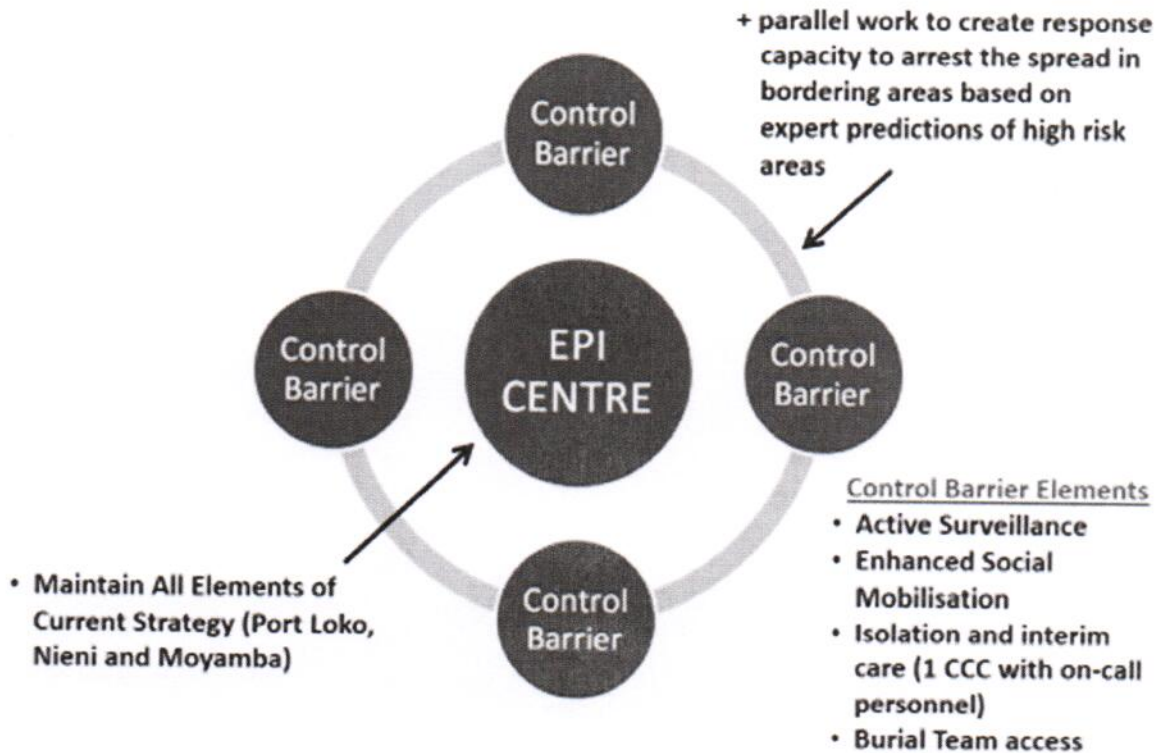 + parallel work to create response
capacity to arrest the spread in
bordering areas based on
expert predictions of high risk
areas
Control
Barrier
Control
Barrier
EPI
CENTRE
Control
Barrier
Control
Barrier
• Maintain All Elements of
Current Strategy (Port Loko,
Nieni and Moyamba)
Control Barrier Elements
• Active Surveillance
• Enhanced Social
Mobilisation
• Isolation and interim
care (1 CCC with on-call
personnel)
• Burial Team access